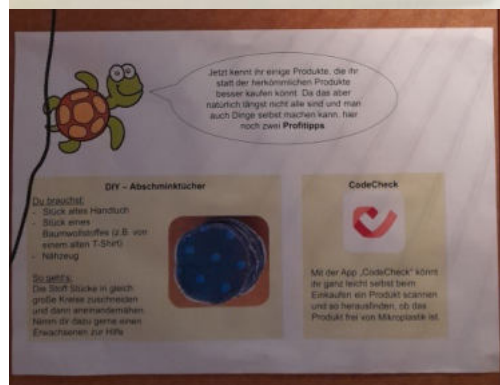 Jetzt kennt ihr einige Produkte, die ihr
statt der herkömmlichen Produkte
besser kaufen könnt. Da das aber
natürlich längst nicht alle sind und man
auch Dinge selbst machen kann, hier
noch zwei Profitipps
DIY – Abschminktücher
Du brauchst:
- Stück altes Handtuch
- Stück eines
Baumwollstoffes (z.B. von
einem alten T-Shirt)
- Nähzeug
So geht's:
Die Stoff Stücke in gleich
große Kreise zuschneiden
und dann aneinandernähen.
Nimm dir dazu gerne einen
Erwachsenen zur Hilfe
CodeCheck
Mit der App „CodeCheck“ könnt
ihr ganz leicht selbst beim
Einkaufen ein Produkt scannen
und so herausfinden, ob das
Produkt frei von Mikroplastik ist.